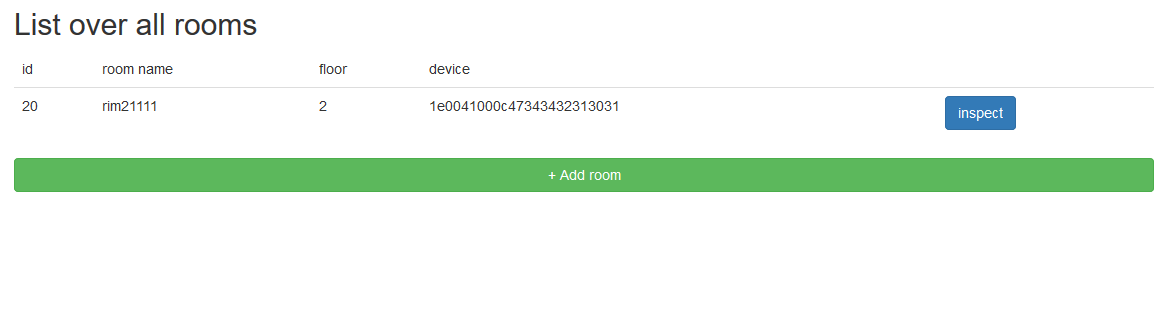 List over all rooms
id room name floor device
20 rim21111 2 1e0041000c47343432313031 inspect
+ Add room